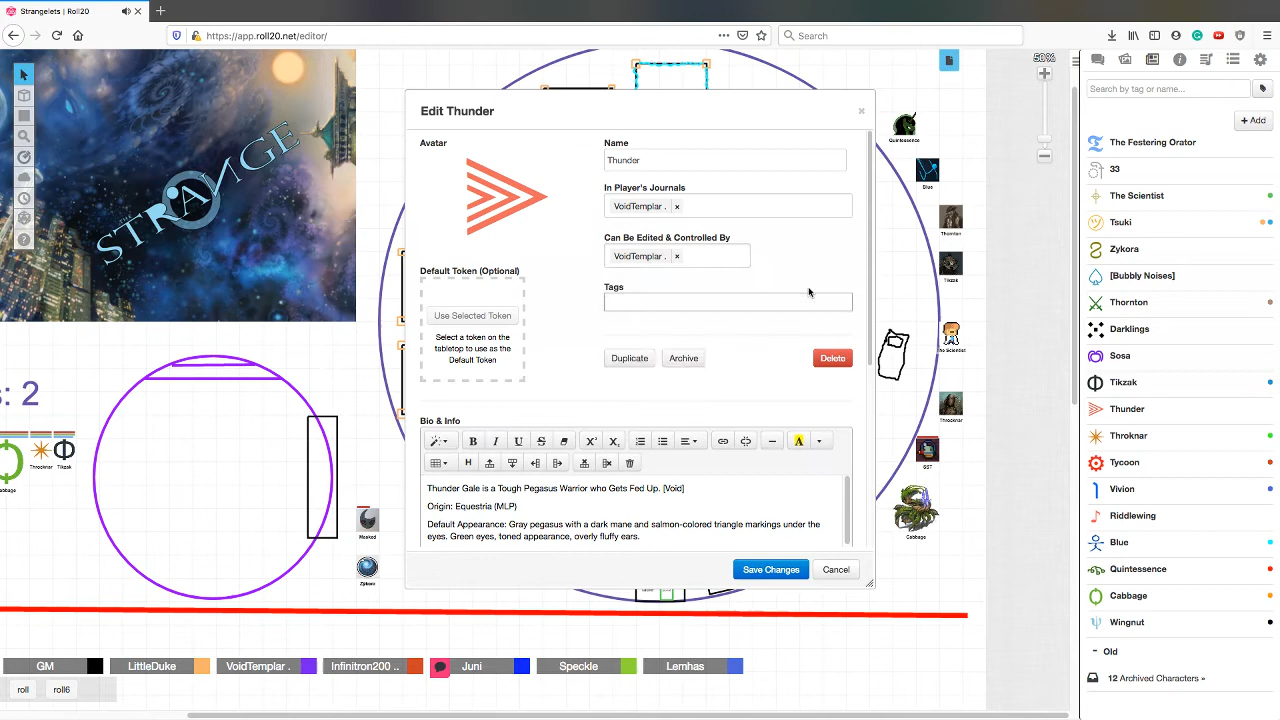 Strangelets | Roll20
https://app.roll20.net/editor/
Search
THE STRANGE
50%
Edit Thunder
Avatar
Name
Thunder
In Player's Journals
VoidTemplar . ×
Can Be Edited & Controlled By
VoidTemplar . ×
Tags
Default Token (Optional)
Use Selected Token
Select a token on the
tabletop to use as the
Default Token
Duplicate
Archive
Delete
Bio & Info
Thunder Gale is a Tough Pegasus Warrior who Gets Fed Up. [Void]
Origin: Equestria (MLP)
Default Appearance: Gray pegasus with a dark mane and salmon-colored triangle markings under the
eyes. Green eyes, toned appearance, overly fluffy ears.
Save Changes
Cancel
s: 2
Cabbage
Throcknar
Tikzak
Masked
Zykora
Quintessence
Blue
Thornton
Tikzak
The Scientist
Throcknar
SST
Cabbage
Search by tag or name...
+ Add
The Festering Orator
33
The Scientist
Tsuki
Zykora
[Bubbly Noises]
Thornton
Darklings
Sosa
Tikzak
Thunder
Throknar
Tycoon
Vivion
Riddlewing
Blue
Quintessence
Cabbage
Wingnut
Old
12 Archived Characters »
GM
LittleDuke
VoidTemplar .
Infinitron200 ..
Juni
Speckle
Lemhas
roll
roll6